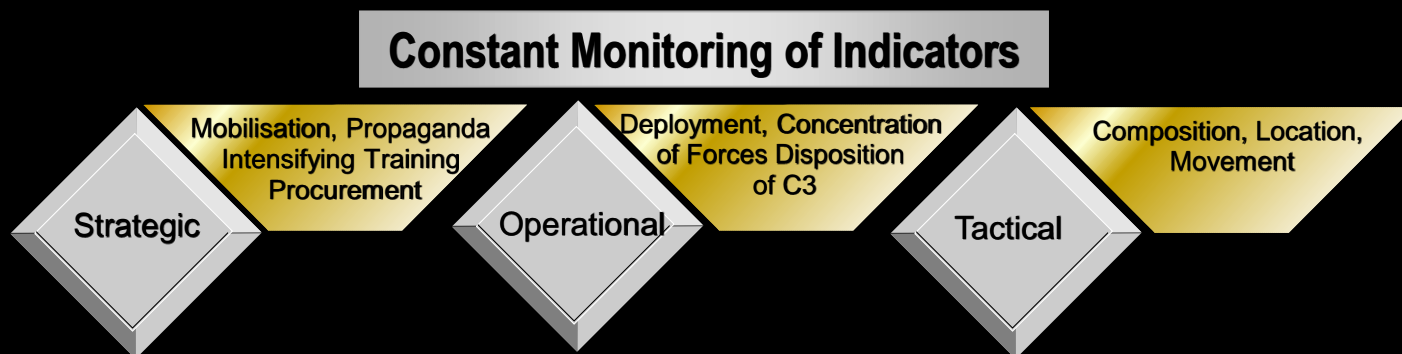 Constant Monitoring of Indicators
Mobilisation, Propaganda
Intensifying Training
Procurement
Strategic
Deployment, Concentration
of Forces Disposition
of C3
Operational
Composition, Location,
Movement
Tactical